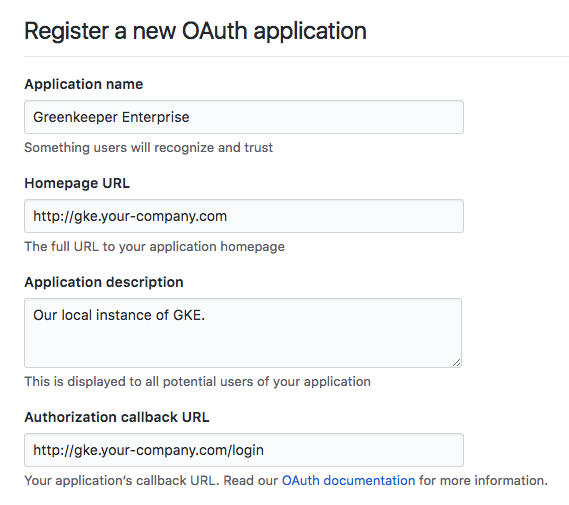 Register a new OAuth application
Application name
Greenkeeper Enterprise
Something users will recognize and trust
Homepage URL
http://gke.your-company.com
The full URL to your application homepage
Application description
Our local instance of GKE.
This is displayed to all potential users of your application
Authorization callback URL
http://gke.your-company.com/login
Your application’s callback URL. Read our OAuth documentation for more information.